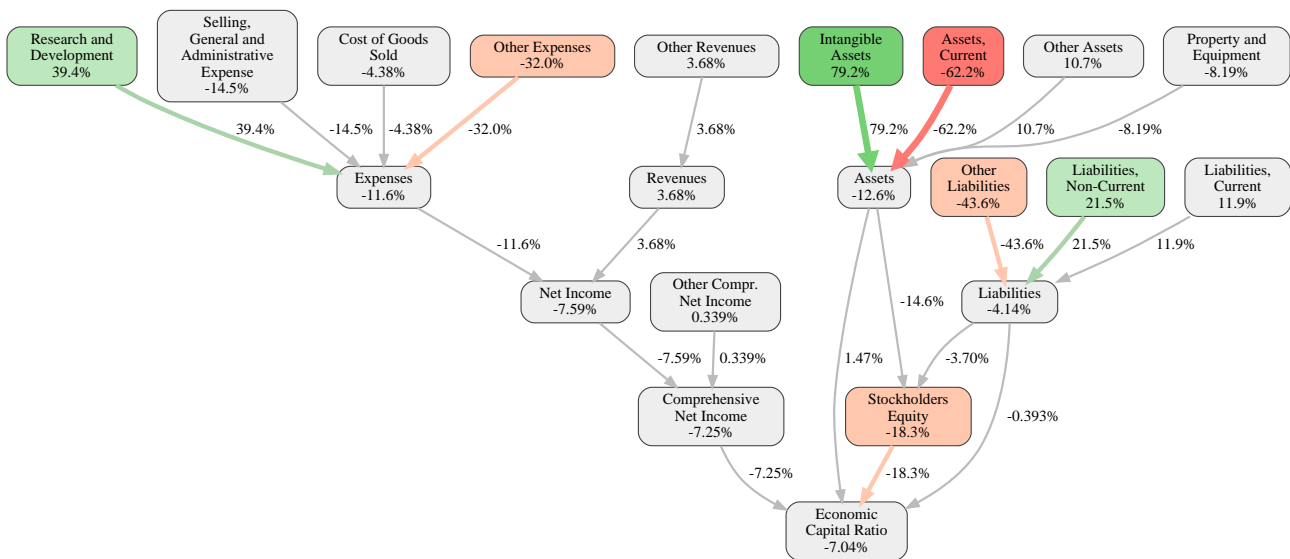 Research and
Development
39.4%
Selling,
General and
Administrative
Expense
-14.5%
Cost of Goods
Sold
-4.38%
Other Expenses
-32.0%
Other Revenues
3.68%
Intangible
Assets
79.2%
Assets,
Current
-62.2%
Other Assets
10.7%
Property and
Equipment
-8.19%
39.4%
-14.5%
-4.38%
-32.0%
3.68%
79.2%
-62.2%
10.7%
-8.19%
Expenses
-11.6%
Revenues
3.68%
Assets
-12.6%
Other
Liabilities
-43.6%
Liabilities,
Non-Current
21.5%
Liabilities,
Current
11.9%
-11.6%
3.68%
-43.6%
21.5%
11.9%
Net Income
-7.59%
Other Compr.
Net Income
0.339%
-14.6%
Liabilities
-4.14%
-7.59%
0.339%
1.47%
-3.70%
Comprehensive
Net Income
-7.25%
Stockholders
Equity
-18.3%
-0.393%
-7.25%
-18.3%
Economic
Capital Ratio
-7.04%